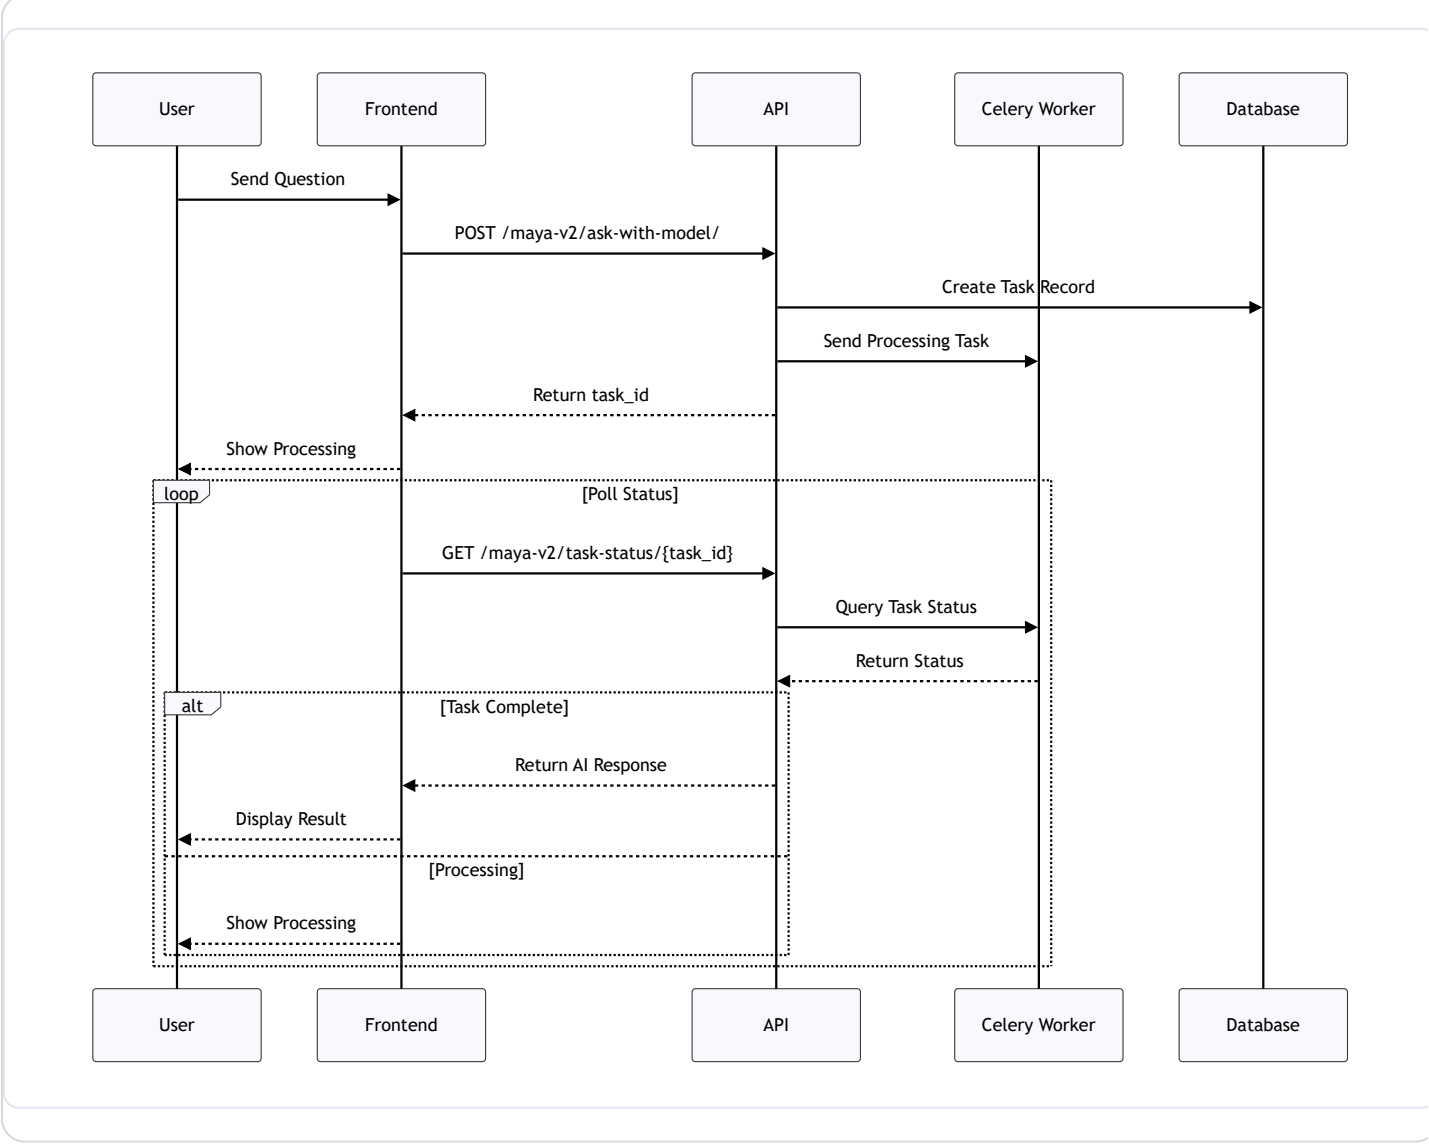 User
Frontend
API
Celery Worker
Database
Send Question
POST /maya-v2/ask-with-model/
Create Task Record
Send Processing Task
Return task_id
Show Processing
loop
[Poll Status]
GET /maya-v2/task-status/{task_id}
Query Task Status
Return Status
alt
[Task Complete]
Return AI Response
Display Result
[Processing]
Show Processing
User
Frontend
API
Celery Worker
Database